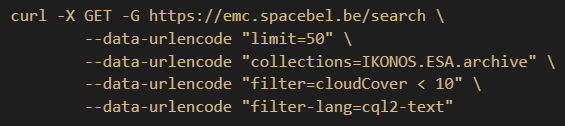 curl -X GET -G https://emc.spacebel.be/search \
--data-urlencode "limit=50" \
--data-urlencode "collections=IKONOS.ESA.archive" \
--data-urlencode "filter=cloudCover < 10" \
--data-urlencode "filter-lang=cql2-text"